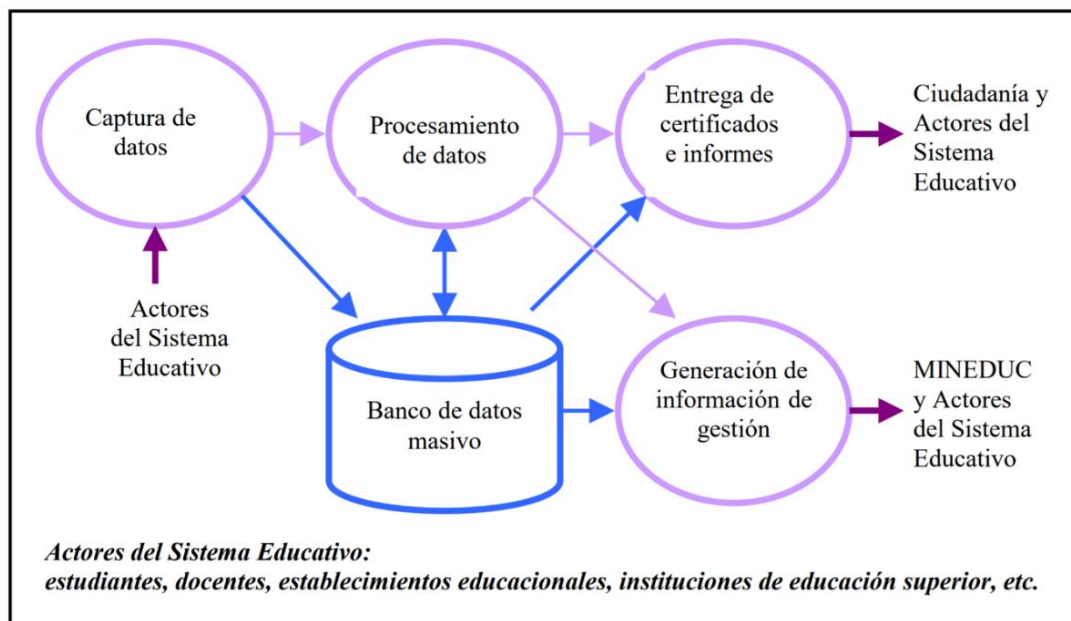 Captura de
datos
Procesamiento
de datos
Entrega de
certificados
e informes
Ciudadanía y
Actores del
Sistema
Educativo
Actores
del Sistema
Educativo
Banco de datos
masivo
Generación de
información de
gestión
MINEDUC
y Actores
del Sistema
Educativo
Actores del Sistema Educativo:
estudiantes, docentes, establecimientos educacionales, instituciones de educación superior, etc.